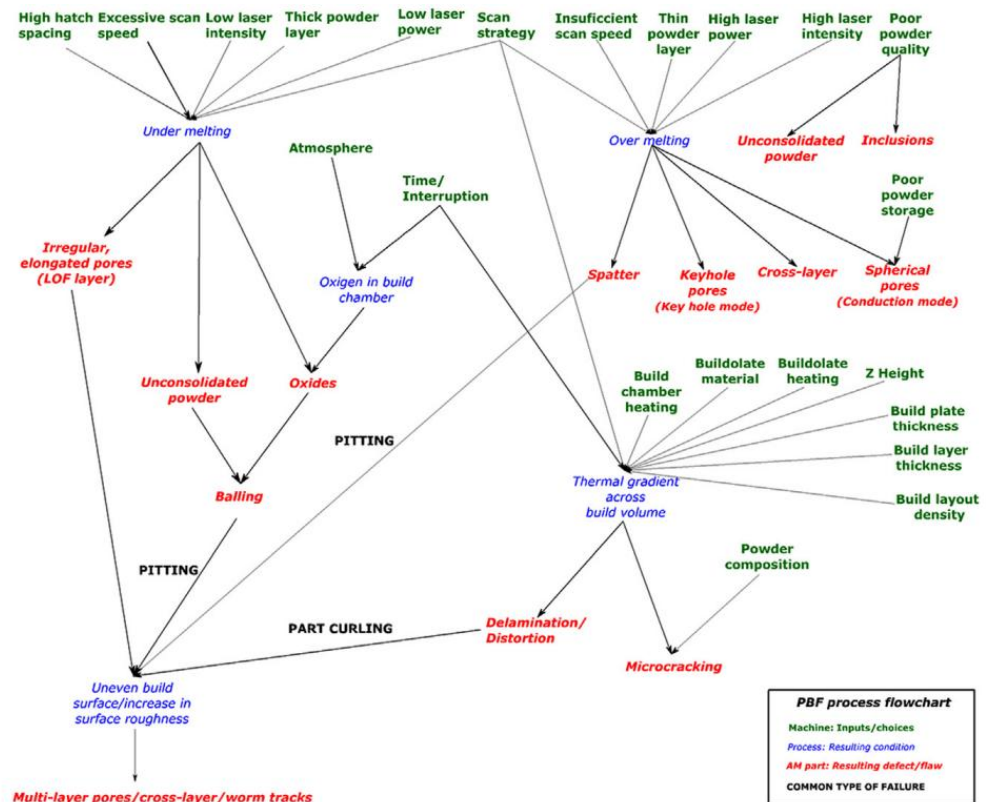 High hatch
spacing
Excessive scan
speed
Low laser
intensity
Thick powder
layer
Low laser
power
Scan
strategy
Insuficcient
scan speed
Thin
powder
layer
High laser
power
High laser
intensity
Poor
powder
quality
Under melting
Over melting
Unconsolidated
powder
Inclusions
Atmosphere
Time/
Interruption
Poor
powder
storage
Irregular,
elongated pores
(LOF layer)
Oxigen in build
chamber
Spatter
Keyhole
pores
(Key hole mode)
Cross-layer
Spherical
pores
(Conduction mode)
Unconsolidated
powder
Oxides
Build
chamber
heating
Buildolate
material
Buildolate
heating
Z Height
Build plate
thickness
Build layer
thickness
Build layout
density
PITTING
Balling
Thermal gradient
across
build volume
PITTING
Powder
composition
PART CURLING
Delamination/
Distortion
Microcracking
Uneven build
surface/increase in
surface roughness
Multi-layer pores/cross-layer/worm tracks
PBF process flowchart
Machine: Inputs/choices
Process: Resulting condition
AM part: Resulting defect/flaw
COMMON TYPE OF FAILURE